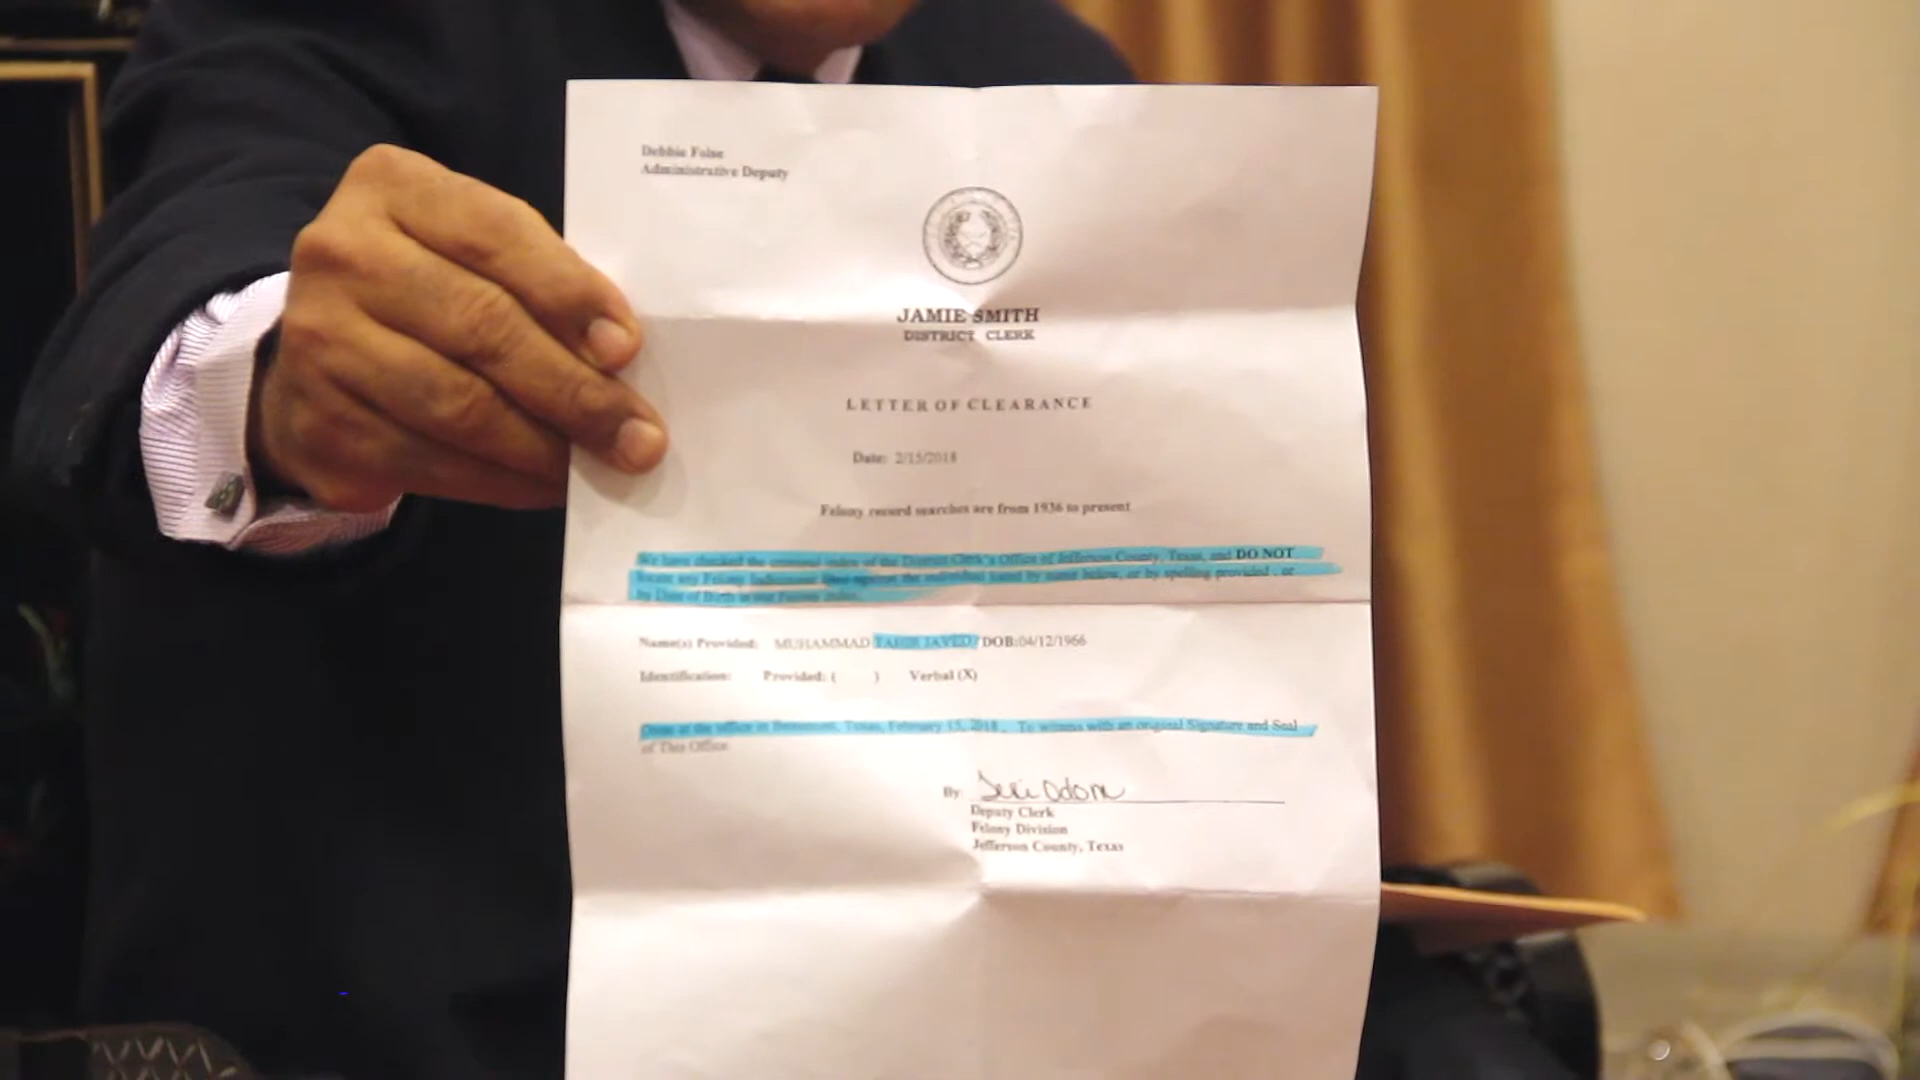 Debbie Foise
Administrative Deputy
JAMIE SMITH
DISTRICT CLERK
LETTER OF CLEARANCE
Date: 2/15/2018
Felony record searches are from 1936 to present
We have checked the index of the District Clerk's Office of Jefferson County, Texas, and DO NOT
locate any Felony Indictment filed against the individual by name below, or by spelling provided , or
by Date of Birth in our Felony index.
Name(s) Provided: MUHAMMAD TAHIR JAVED / DOB:04/12/1966
Identification: Provided: ( ) Verbal (X)
Done at the office in Beaumont, Texas, February 15, 2018 . To witness with an original Signature and Seal
of This Office
By: Teri Odom
Deputy Clerk
Felony Division
Jefferson County, Texas